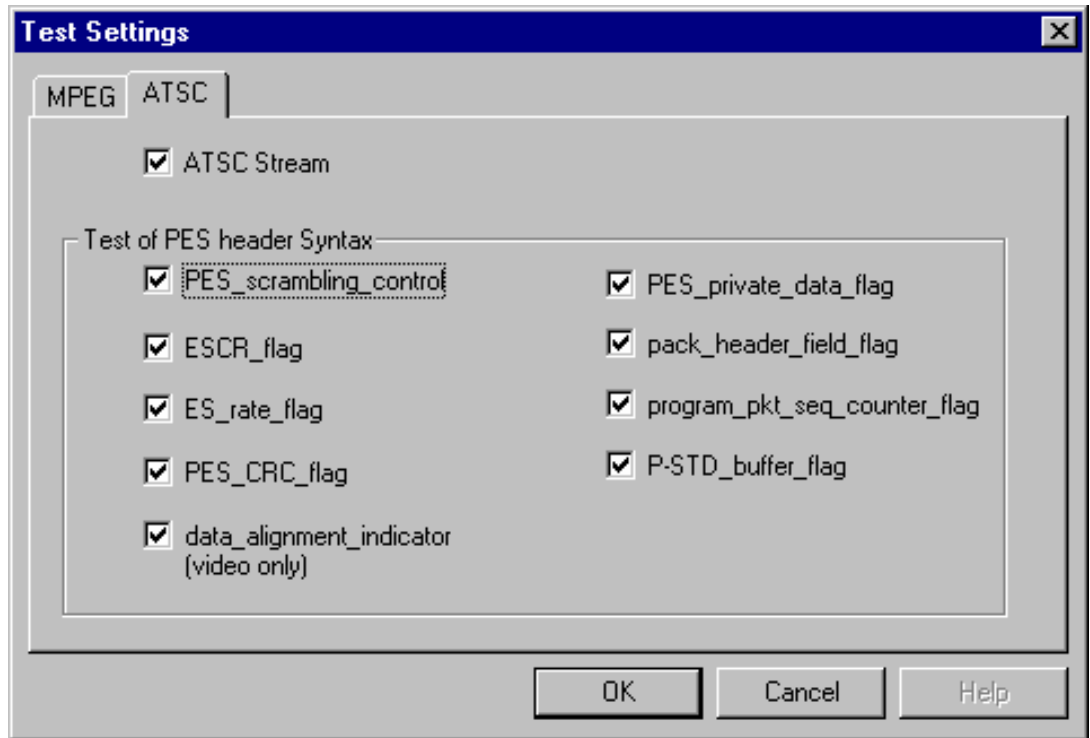 Test Settings
MPEG
ATSC
ATSC Stream
Test of PES header Syntax
PES_scrambling_control
ESCR_flag
ES_rate_flag
PES_CRC_flag
data_alignment_indicator
(video only)
PES_private_data_flag
pack_header_field_flag
program_pkt_seq_counter_flag
P-STD_buffer_flag
OK
Cancel
Help